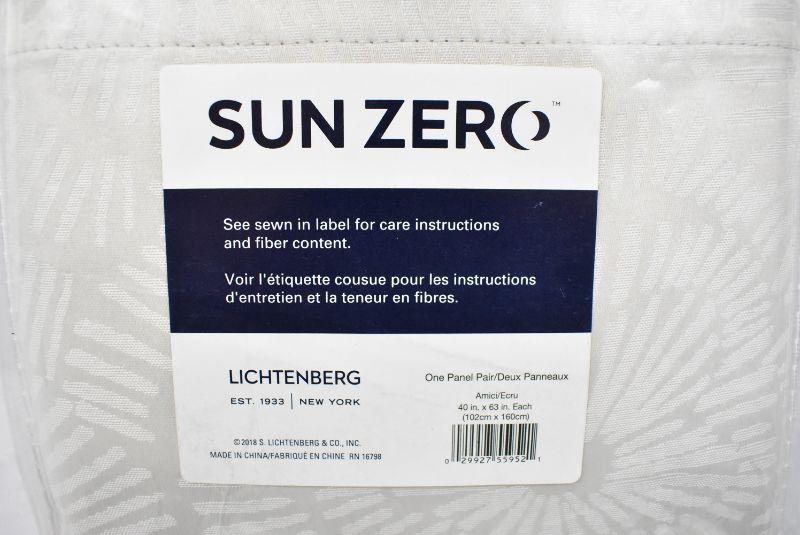 SUN ZERO™
See sewn in label for care instructions
and fiber content.
Voir l'étiquette cousue pour les instructions
d'entretien et la teneur en fibres.
LICHTENBERG
EST. 1933 | NEW YORK
©2018 S. LICHTENBERG & CO., INC.
MADE IN CHINA/FABRIQUÉ EN CHINE RN 16798
One Panel Pair/Deux Panneaux
Amici/Ecru
40 in. x 63 in. Each
(102cm x 160cm)
0 29927 55952 1